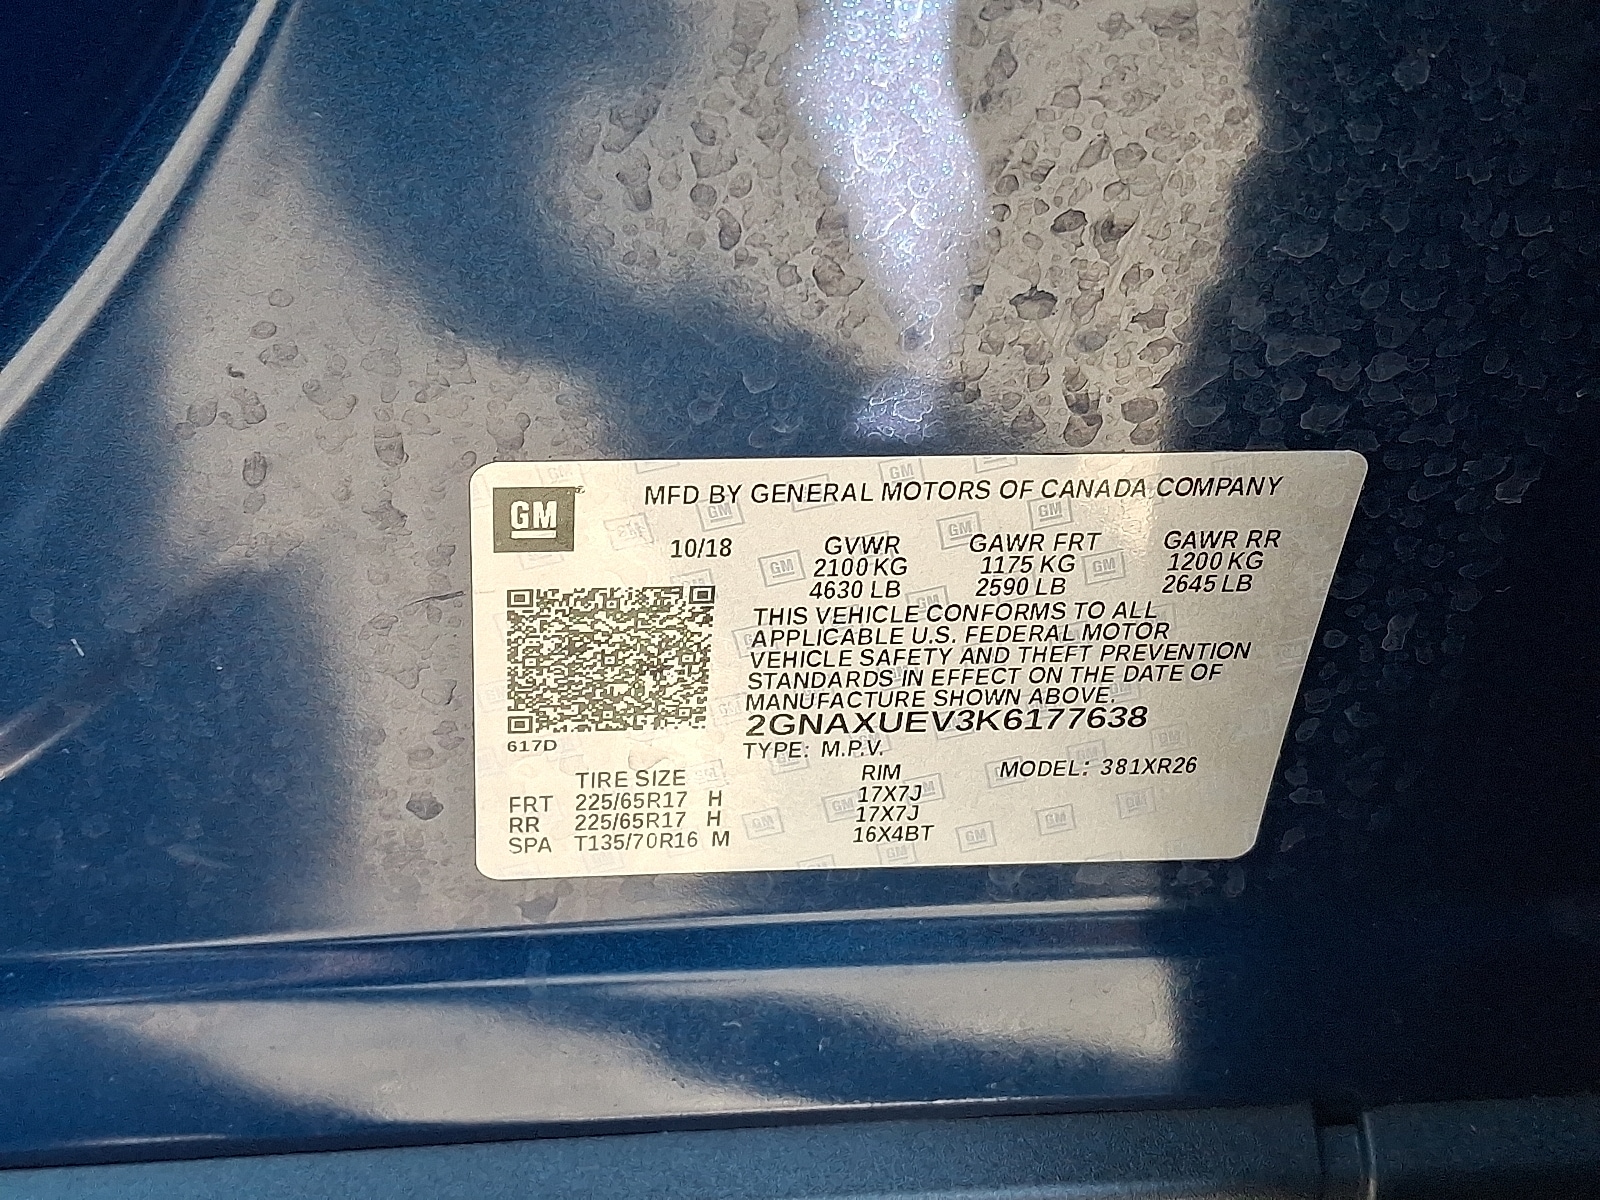 GM
MFD BY GENERAL MOTORS OF CANADA COMPANY
10/18 GVWR GAWR FRT GAWR RR
2100 KG 1175 KG 1200 KG
4630 LB 2590 LB 2645 LB
THIS VEHICLE CONFORMS TO ALL
APPLICABLE U.S. FEDERAL MOTOR
VEHICLE SAFETY AND THEFT PREVENTION
STANDARDS IN EFFECT ON THE DATE OF
MANUFACTURE SHOWN ABOVE.
2GNAXUEV3K6177638
617D
TYPE: M.P.V.
TIRE SIZE RIM MODEL: 381XR26
FRT 225/65R17 H 17X7J
RR 225/65R17 H 17X7J
SPA T135/70R16 M 16X4BT